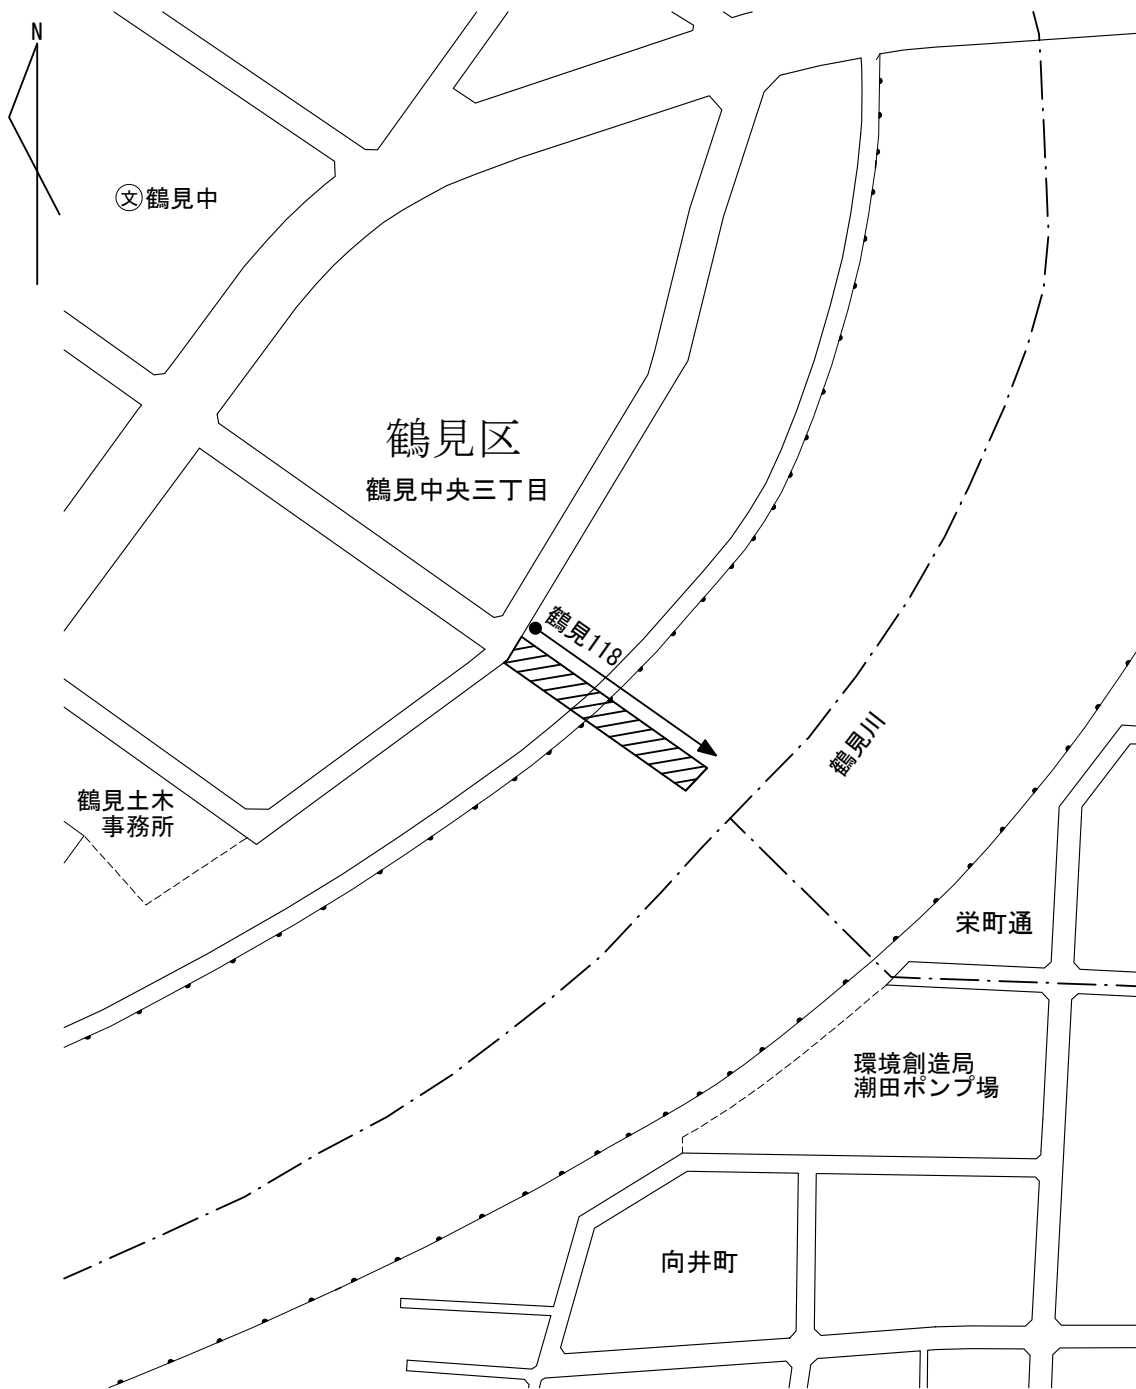 N
文鶴見中
鶴見区
鶴見中央三丁目
鶴見118
鶴見川
鶴見土木
事務所
栄町通
環境創造局
潮田ポンプ場
向井町